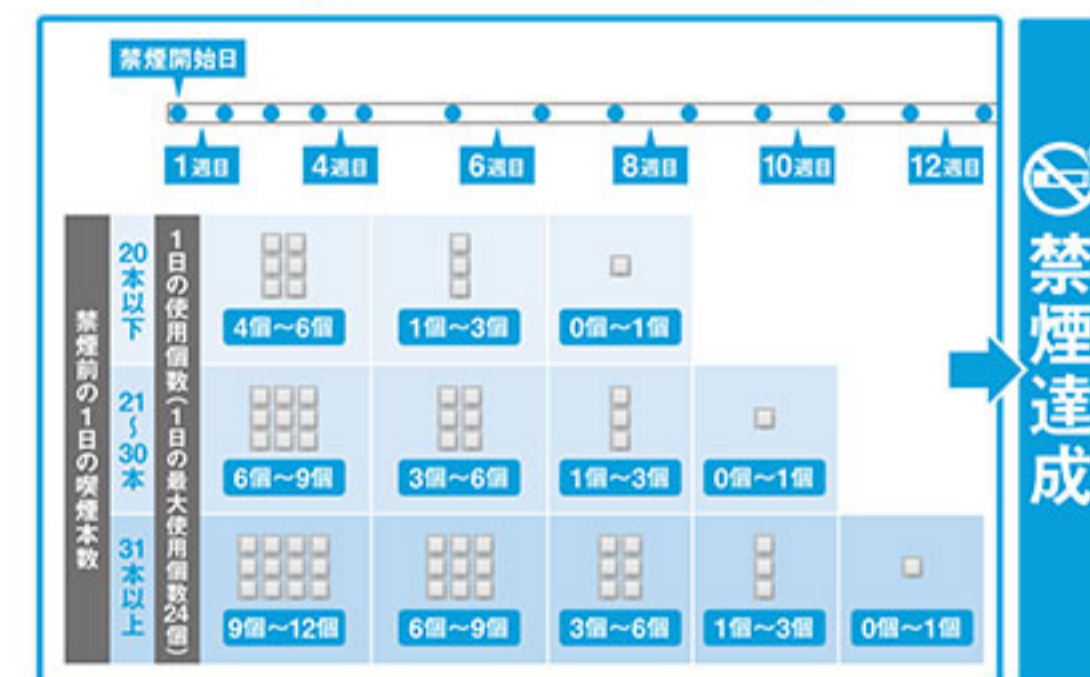 禁煙開始日
1週目 4週目 6週目 8週目 10週目 12週目
禁煙前の1日の喫煙本数
1日の使用個数(1日の最大使用個数24個)
20本以下
4個〜6個 1個〜3個 0個〜1個
21〜30本
6個〜9個 3個〜6個 1個〜3個 0個〜1個
31本以上
9個〜12個 6個〜9個 3個〜6個 1個〜3個 0個〜1個
禁煙達成